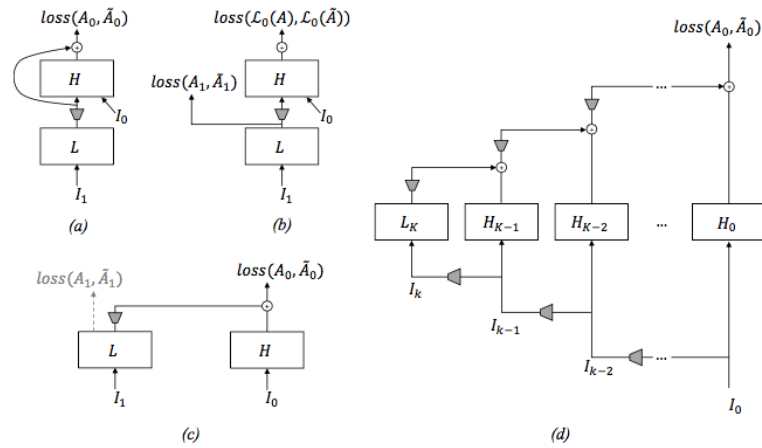 loss(A₀, Ã₀)
H
I₀
L
I₁
(a)
loss(ℒ₀(A), ℒ₀(Ã))
H
loss(A₁, Ã₁)
I₀
L
I₁
(b)
loss(A₁, Ã₁)
loss(A₀, Ã₀)
L
H
I₁
I₀
(c)
loss(A₀, Ã₀)
...
L_K
H_{K−1}
H_{K−2}
...
H₀
I_k
I_{k−1}
I_{k−2}
...
I₀
(d)